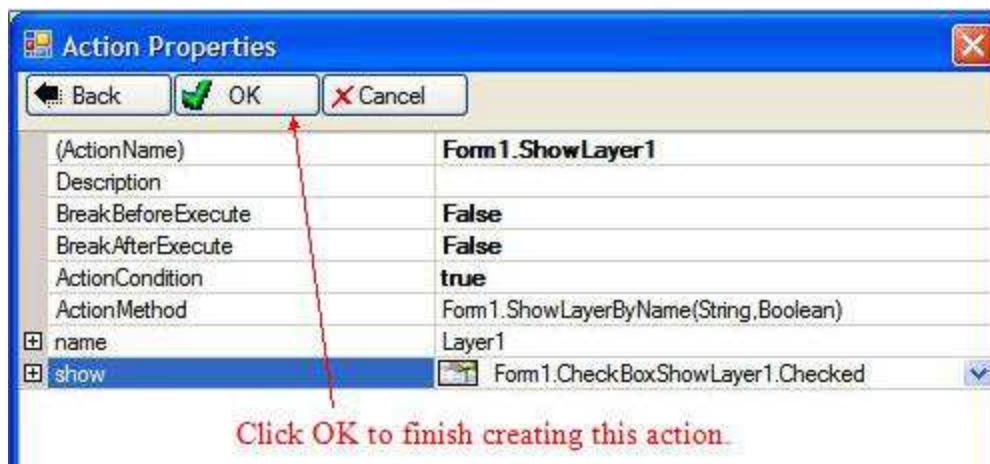 Action Properties
Back OK Cancel
(ActionName) Form1.ShowLayer1
Description
BreakBeforeExecute False
BreakAfterExecute False
ActionCondition true
ActionMethod Form1.ShowLayerByName(String,Boolean)
name Layer1
show Form1.CheckBoxShowLayer1.Checked
Click OK to finish creating this action.